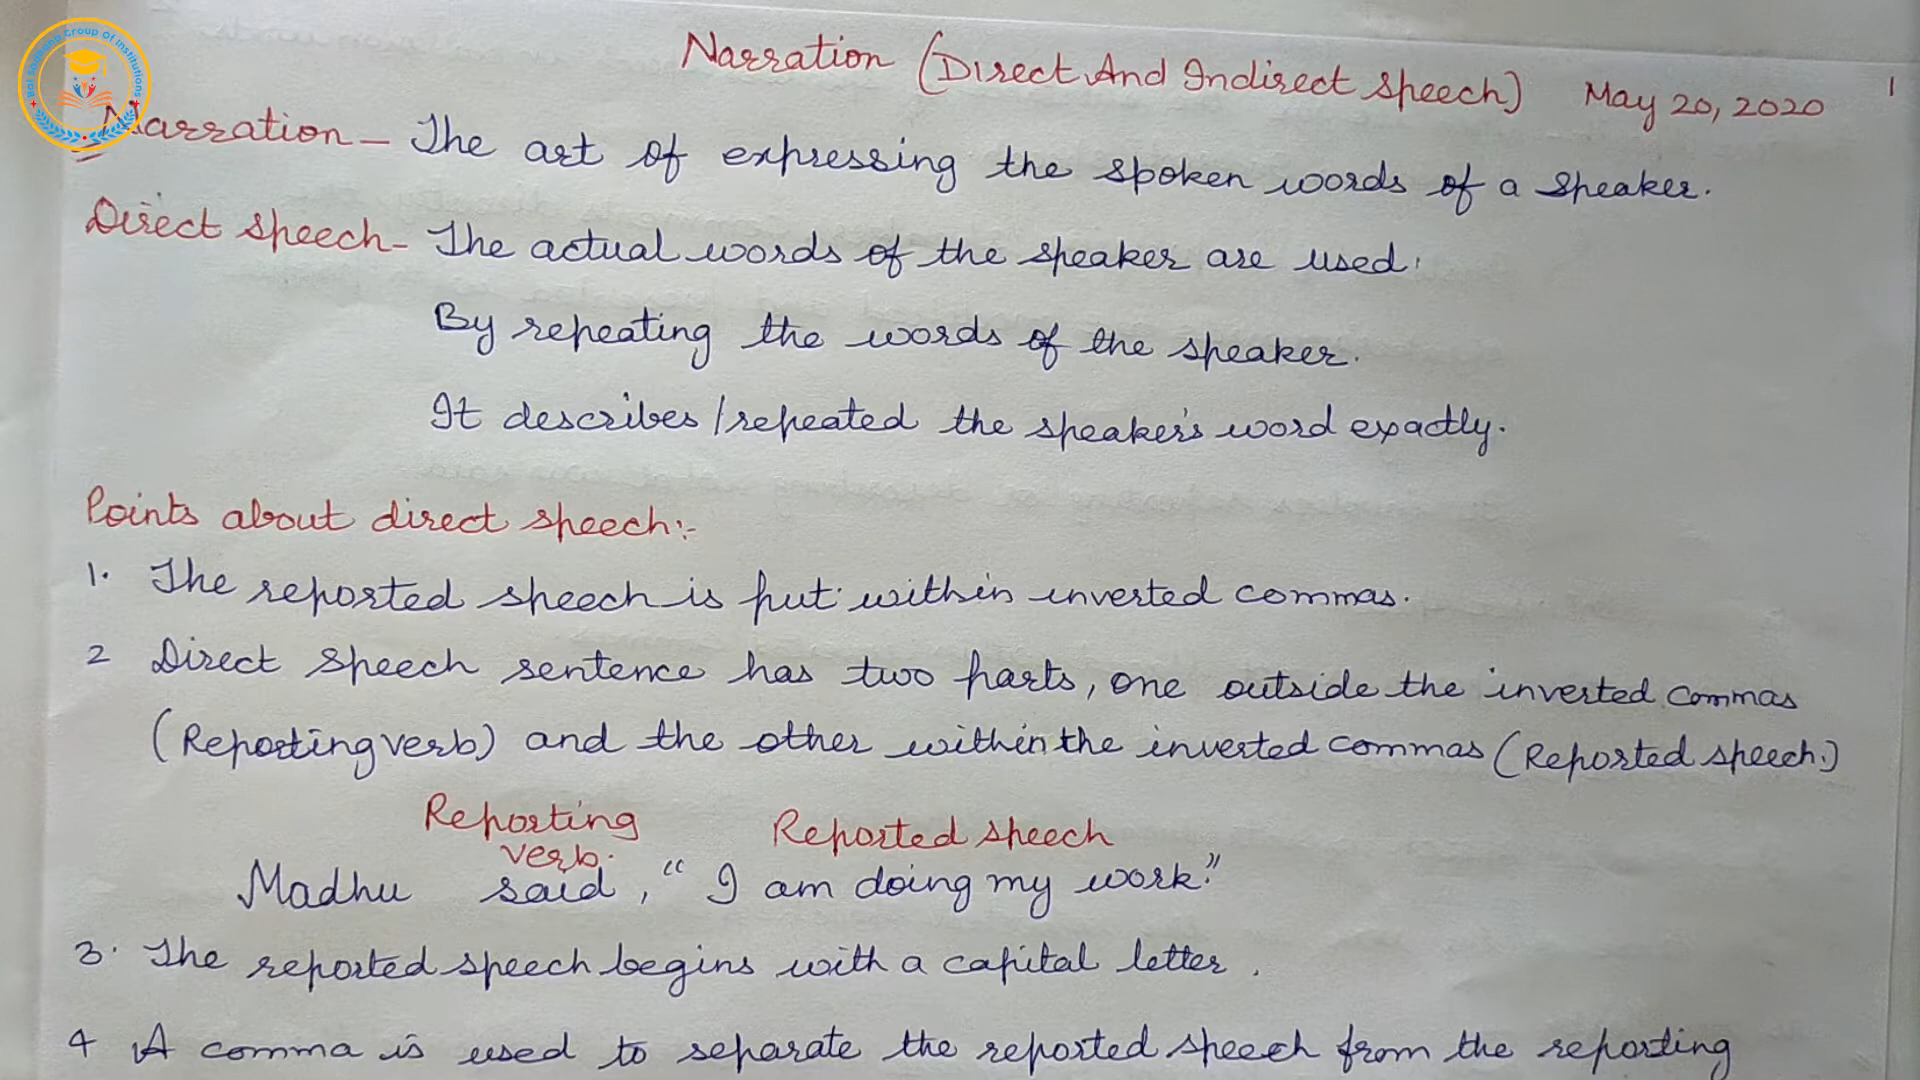 Bal Shikshan Group Of Institutions
Narration (Direct And Indirect Speech) May 20, 2020 1
Narration - The art of expressing the spoken words of a speaker.
Direct speech - The actual words of the speaker are used.
By repeating the words of the speaker.
It describes/repeated the speaker's word exactly.
Points about direct speech:-
1. The reported speech is put within inverted commas.
2 Direct speech sentence has two parts, one outside the inverted commas
(Reporting verb) and the other within the inverted commas (Reported speech.)
Reporting verb. Reported speech
Madhu said, "I am doing my work."
3. The reported speech begins with a capital letter.
4 A comma is used to separate the reported speech from the reporting